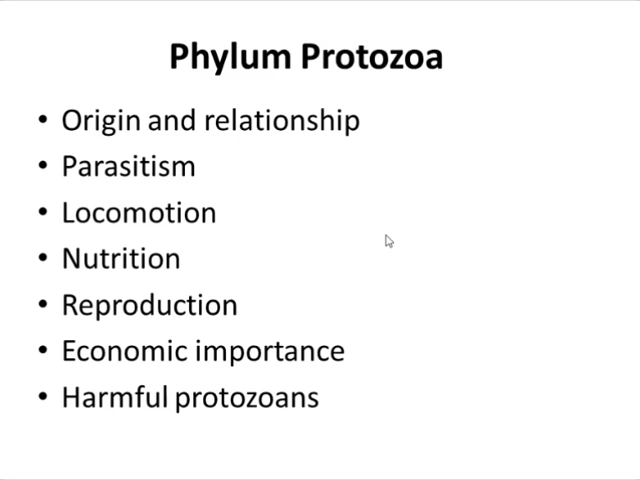 Phylum Protozoa
• Origin and relationship
• Parasitism
• Locomotion
• Nutrition
• Reproduction
• Economic importance
• Harmful protozoans